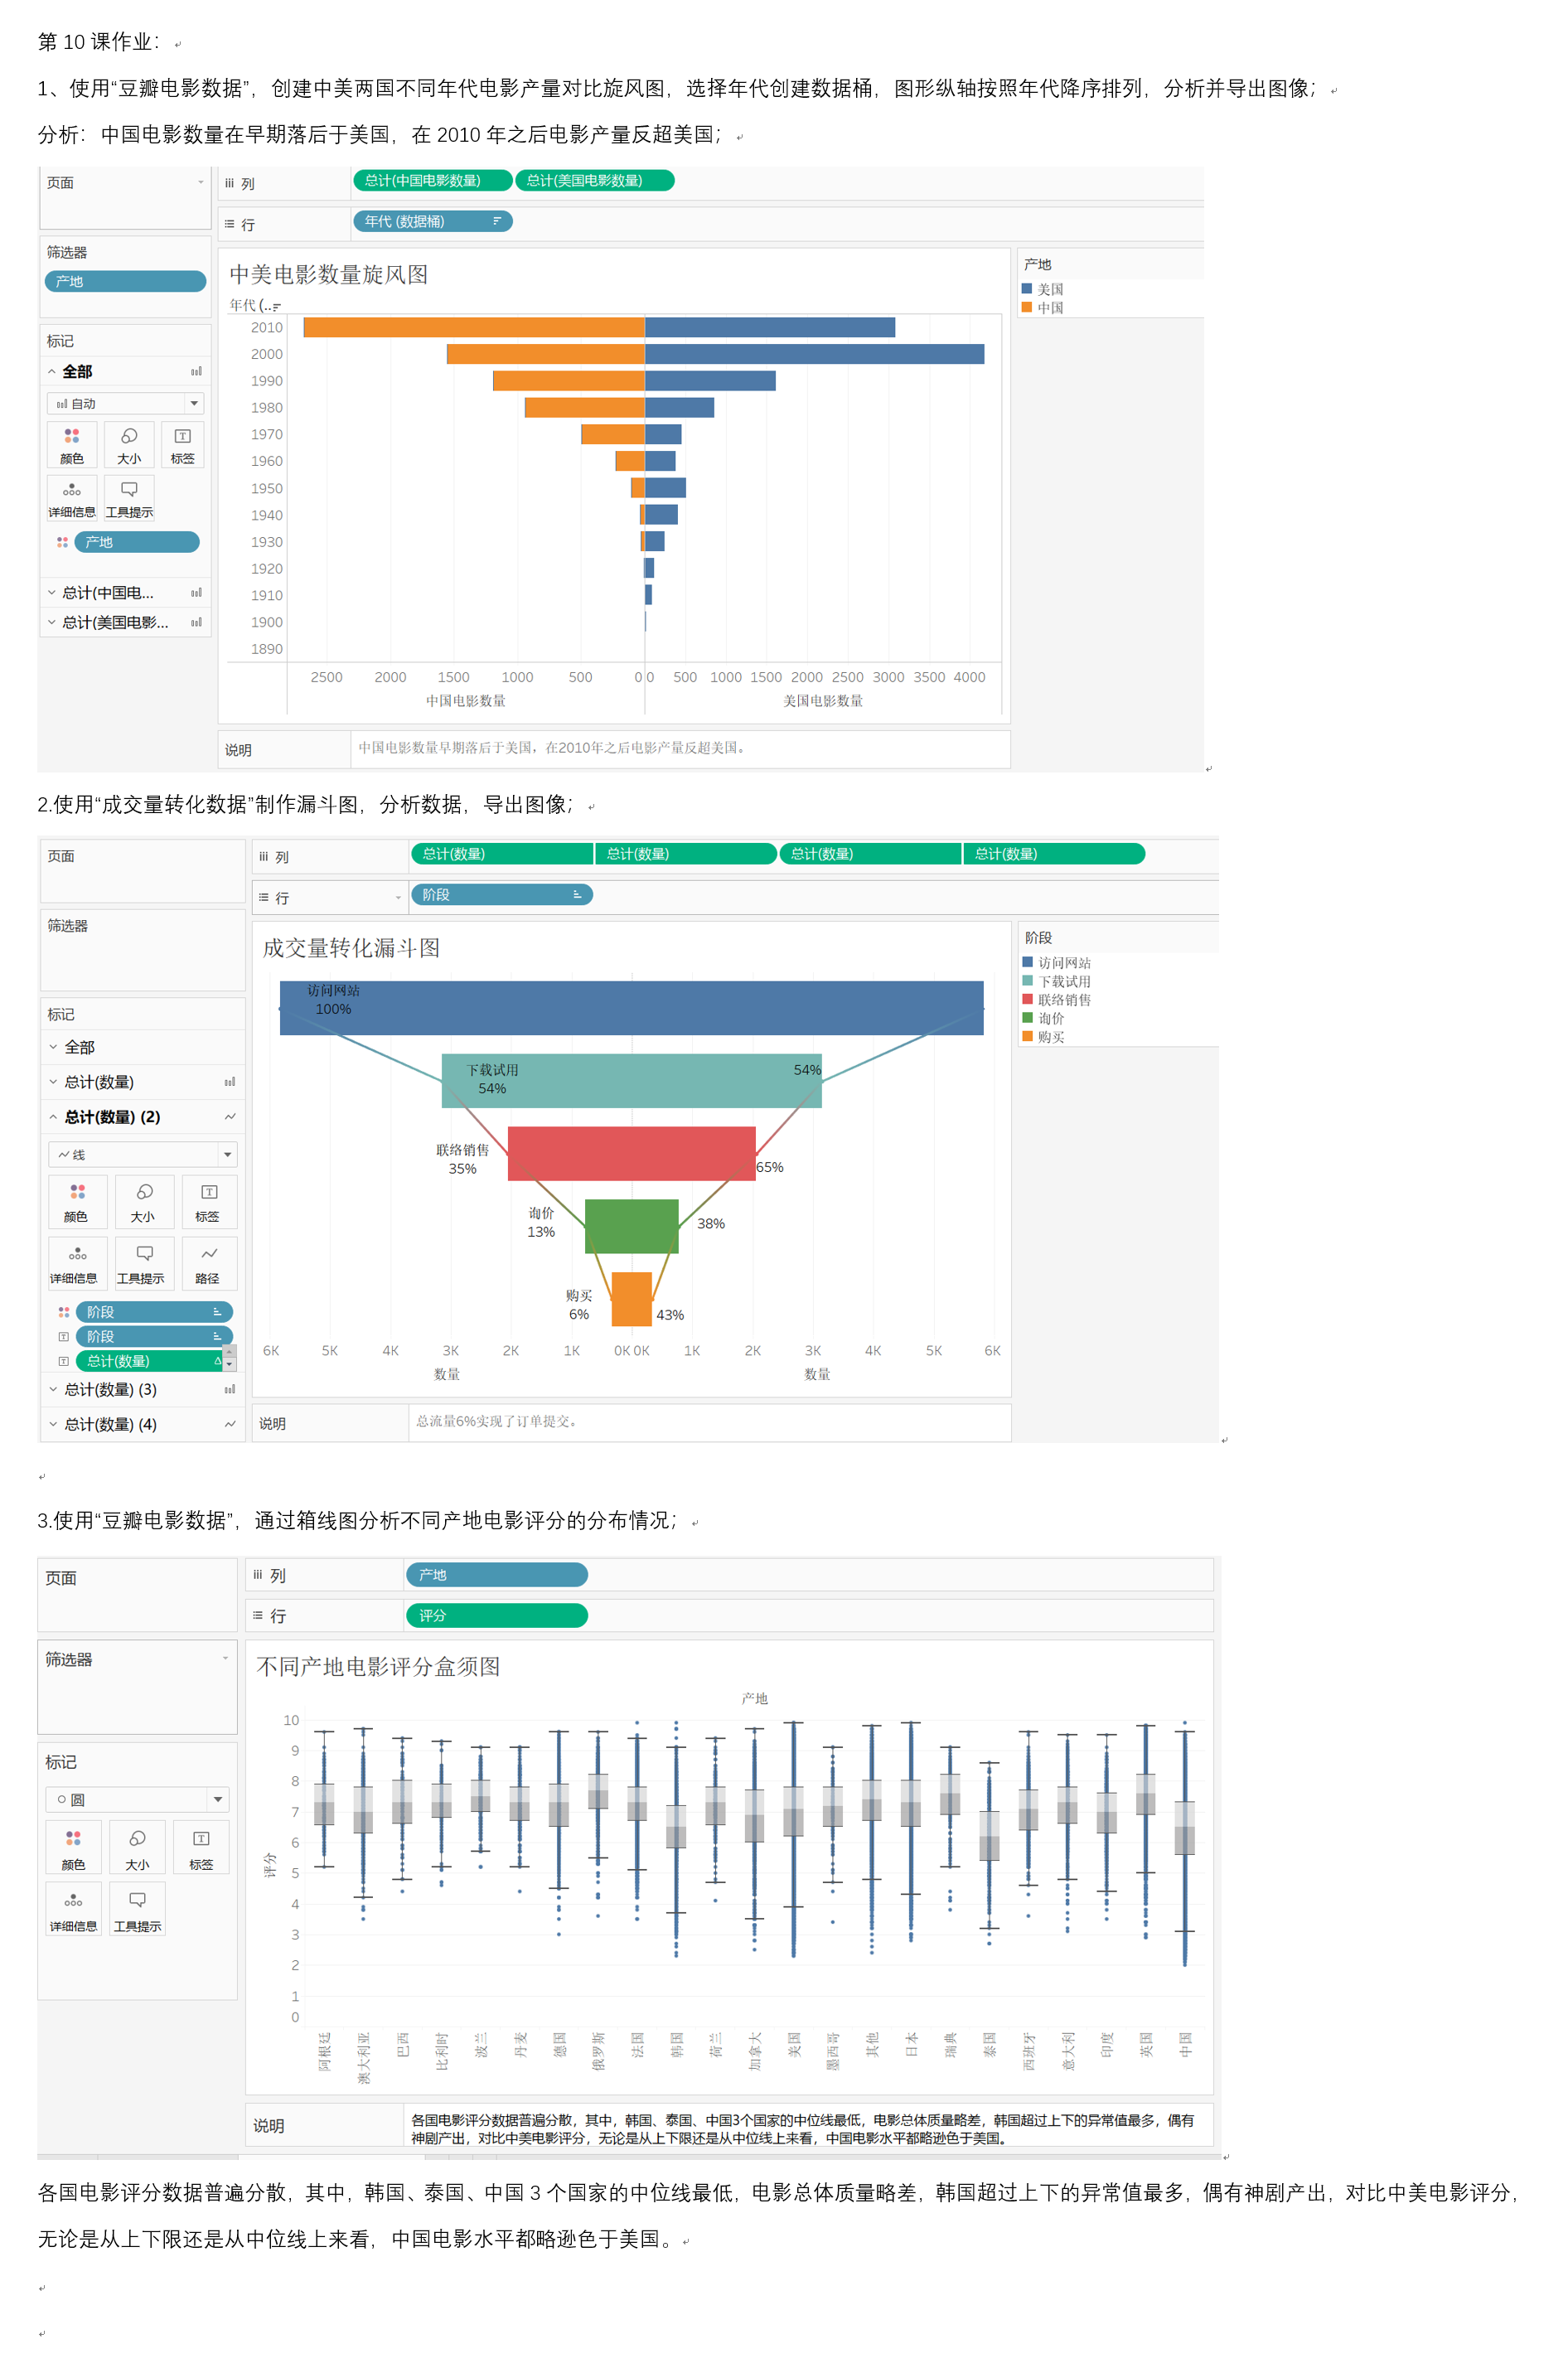 第 10 课作业：
1、使用“豆瓣电影数据”，创建中美两国不同年代电影产量对比旋风图，选择年代创建数据桶，图形纵轴按照年代降序排列，分析并导出图像；
分析：中国电影数量在早期落后于美国，在 2010 年之后电影产量反超美国；
页面
列 总计(中国电影数量) 总计(美国电影数量)
行 年代 (数据桶)
筛选器
产地
标记
全部
自动
颜色 大小 标签
详细信息 工具提示
产地
总计(中国电...
总计(美国电影...
中美电影数量旋风图
年代 (..
2010
2000
1990
1980
1970
1960
1950
1940
1930
1920
1910
1900
1890
2500 2000 1500 1000 500 0 0 500 1000 1500 2000 2500 3000 3500 4000
中国电影数量 美国电影数量
产地
美国
中国
说明 中国电影数量早期落后于美国，在2010年之后电影产量反超美国。
2.使用“成交量转化数据”制作漏斗图，分析数据，导出图像；
页面
列 总计(数量) 总计(数量) 总计(数量) 总计(数量)
行 阶段
筛选器
标记
全部
总计(数量)
总计(数量) (2)
线
颜色 大小 标签
详细信息 工具提示 路径
阶段
阶段
总计(数量) Δ
总计(数量) (3)
总计(数量) (4)
成交量转化漏斗图
访问网站
100%
下载试用 54%
54%
联络销售
35% 65%
询价
13% 38%
购买
6% 43%
6K 5K 4K 3K 2K 1K 0K 0K 1K 2K 3K 4K 5K 6K
数量 数量
阶段
访问网站
下载试用
联络销售
询价
购买
说明 总流量6%实现了订单提交。
3.使用“豆瓣电影数据”，通过箱线图分析不同产地电影评分的分布情况；
页面
列 产地
行 评分
筛选器
标记
圆
颜色 大小 标签
详细信息 工具提示
不同产地电影评分盒须图
产地
10
9
8
7
6
5
4
3
2
1
0
评分
阿根廷 澳大利亚 巴西 比利时 波兰 丹麦 德国 俄罗斯 法国 韩国 荷兰 加拿大 美国 墨西哥 其他 日本 瑞典 泰国 西班牙 意大利 印度 英国 中国
说明 各国电影评分数据普遍分散，其中，韩国、泰国、中国3个国家的中位线最低，电影总体质量略差，韩国超过上下的异常值最多，偶有
神剧产出，对比中美电影评分，无论是从上下限还是从中位线上来看，中国电影水平都略逊色于美国。
各国电影评分数据普遍分散，其中，韩国、泰国、中国 3 个国家的中位线最低，电影总体质量略差，韩国超过上下的异常值最多，偶有神剧产出，对比中美电影评分，
无论是从上下限还是从中位线上来看，中国电影水平都略逊色于美国。